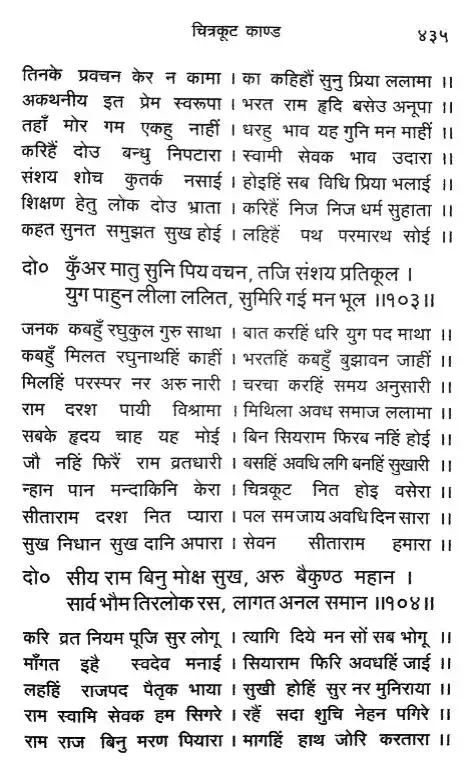 चित्रकूट काण्ड ४३५
तिनके प्रवचन केर न कामा । का कहिहौं सुनु प्रिया ललामा ।।
अकथनीय इत प्रेम स्वरूपा । भरत राम हृदि बसेउ अनूपा ।।
तहाँ मोर गम एकहु नाहीं । धरहु भाव यह गुनि मन माहीं ।।
करिहैं दोउ बन्धु निपटारा । स्वामी सेवक भाव उदारा ।।
संशय शोच कुतर्क नसाई । होइहिं सब विधि प्रिया भलाई ।।
शिक्षण हेतु लोक दोउ भ्राता । करिहैं निज निज धर्म सुहाता ।।
कहत सुनत समुझत सुख होई । लहिहैं पथ परमारथ सोई ।।
दो० कुँअर मातु सुनि पिय वचन, तजि संशय प्रतिकूल ।
युग पाहुन लीला ललित, सुमिरि गई मन भूल ।।१०३।।
जनक कबहुँ रघुकुल गुरु साथा । बात करहिं धरि युग पद माथा ।।
कबहुँ मिलत रघुनाथहिं काहीं । भरतहिं कबहुँ बुझावन जाहीं ।।
मिलहिं परस्पर नर अरु नारी । चरचा करहिं समय अनुसारी ।।
राम दरश पायी विश्रामा । मिथिला अवध समाज ललामा ।।
सबके हृदय चाह यह मोई । बिन सियराम फिरब नहिं होई ।।
जौ नहिं फिरैं राम व्रतधारी । बसहिं अवधि लगि बनहिं सुखारी ।।
न्हान पान मन्दाकिनि केरा । चित्रकूट नित होइ वसेरा ।।
सीताराम दरश नित प्यारा । पल सम जाय अवधि दिन सारा ।।
सुख निधान सुख दानि अपारा । सेवन सीताराम हमारा ।।
दो० सीय राम बिनु मोक्ष सुख, अरु बैकुण्ठ महान ।
सार्व भौम तिरलोक रस, लागत अनल समान ।।१०४।।
करि व्रत नियम पूजि सुर लोगू । त्यागि दिये मन सों सब भोगू ।।
माँगत इहै स्वदेव मनाई । सियाराम फिरि अवधहिं जाई ।।
लहहिं राजपद पैतृक भाया । सुखी होहिं सुर नर मुनिराया ।।
राम स्वामि सेवक हम सिगरे । रहैं सदा शुचि नेहन पगिरे ।।
राम राज बिनु मरण पियारा । मागहिं हाथ जोरि करतारा ।।